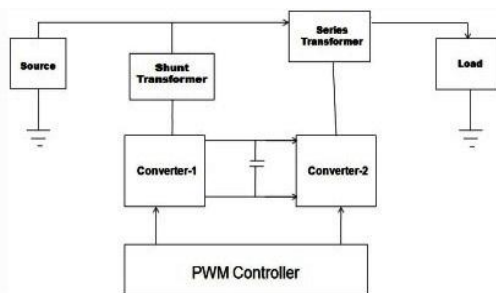 Source
Shunt
Transformer
Series
Transformer
Load
Converter-1
Converter-2
PWM Controller